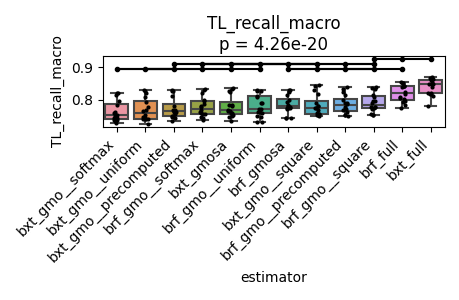 TL_recall_macro
p = 4.26e-20
TL_recall_macro
0.9
0.8
bxt_gmo__softmax
bxt_gmo__uniform
bxt_gmo__precomputed
brf_gmo__softmax
bxt_gmosa
brf_gmo__uniform
brf_gmosa
bxt_gmo__square
brf_gmo__precomputed
brf_gmo__square
brf_full
bxt_full
estimator